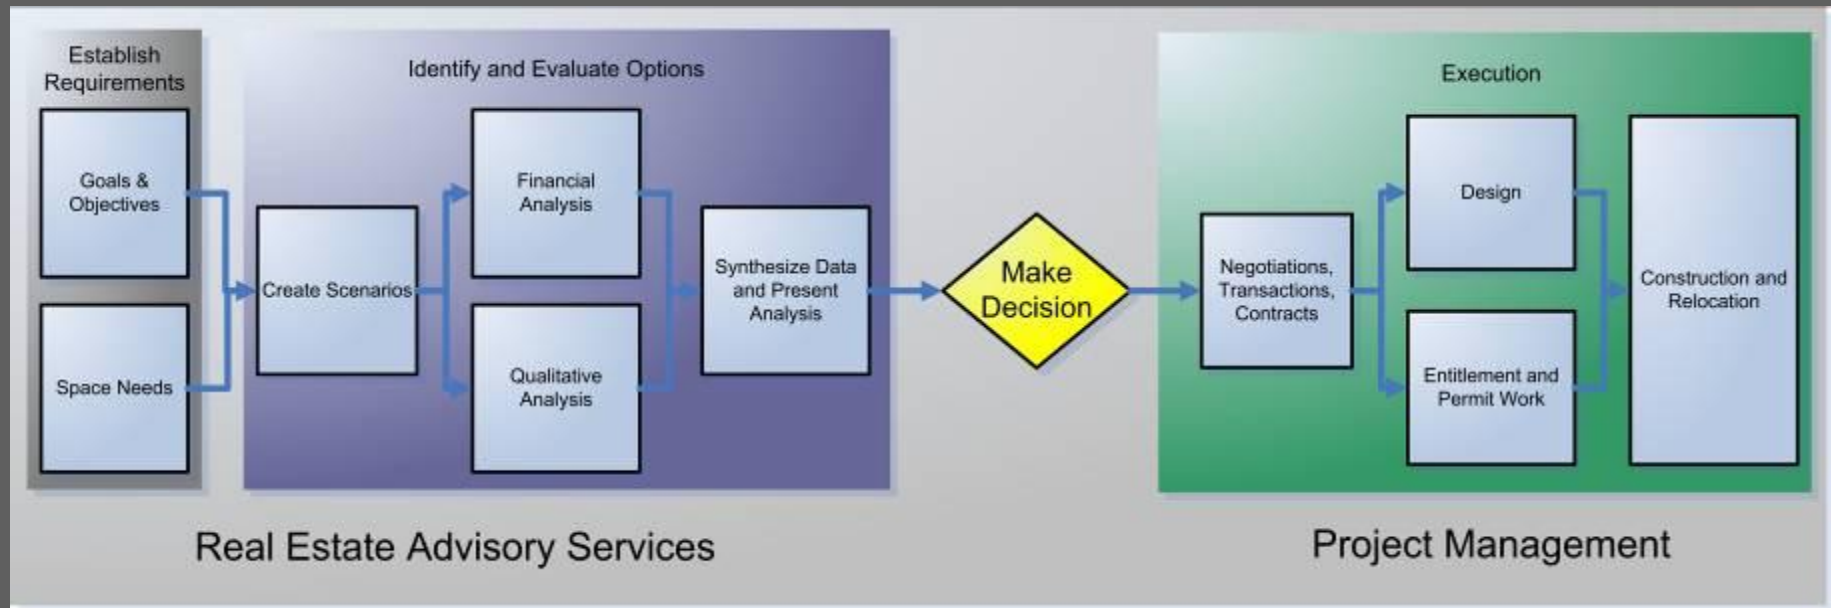 Establish
Requirements
Goals &
Objectives
Space Needs
Identify and Evaluate Options
Create Scenarios
Financial
Analysis
Qualitative
Analysis
Synthesize Data
and Present
Analysis
Make
Decision
Execution
Negotiations,
Transactions,
Contracts
Design
Entitlement and
Permit Work
Construction and
Relocation
Real Estate Advisory Services
Project Management